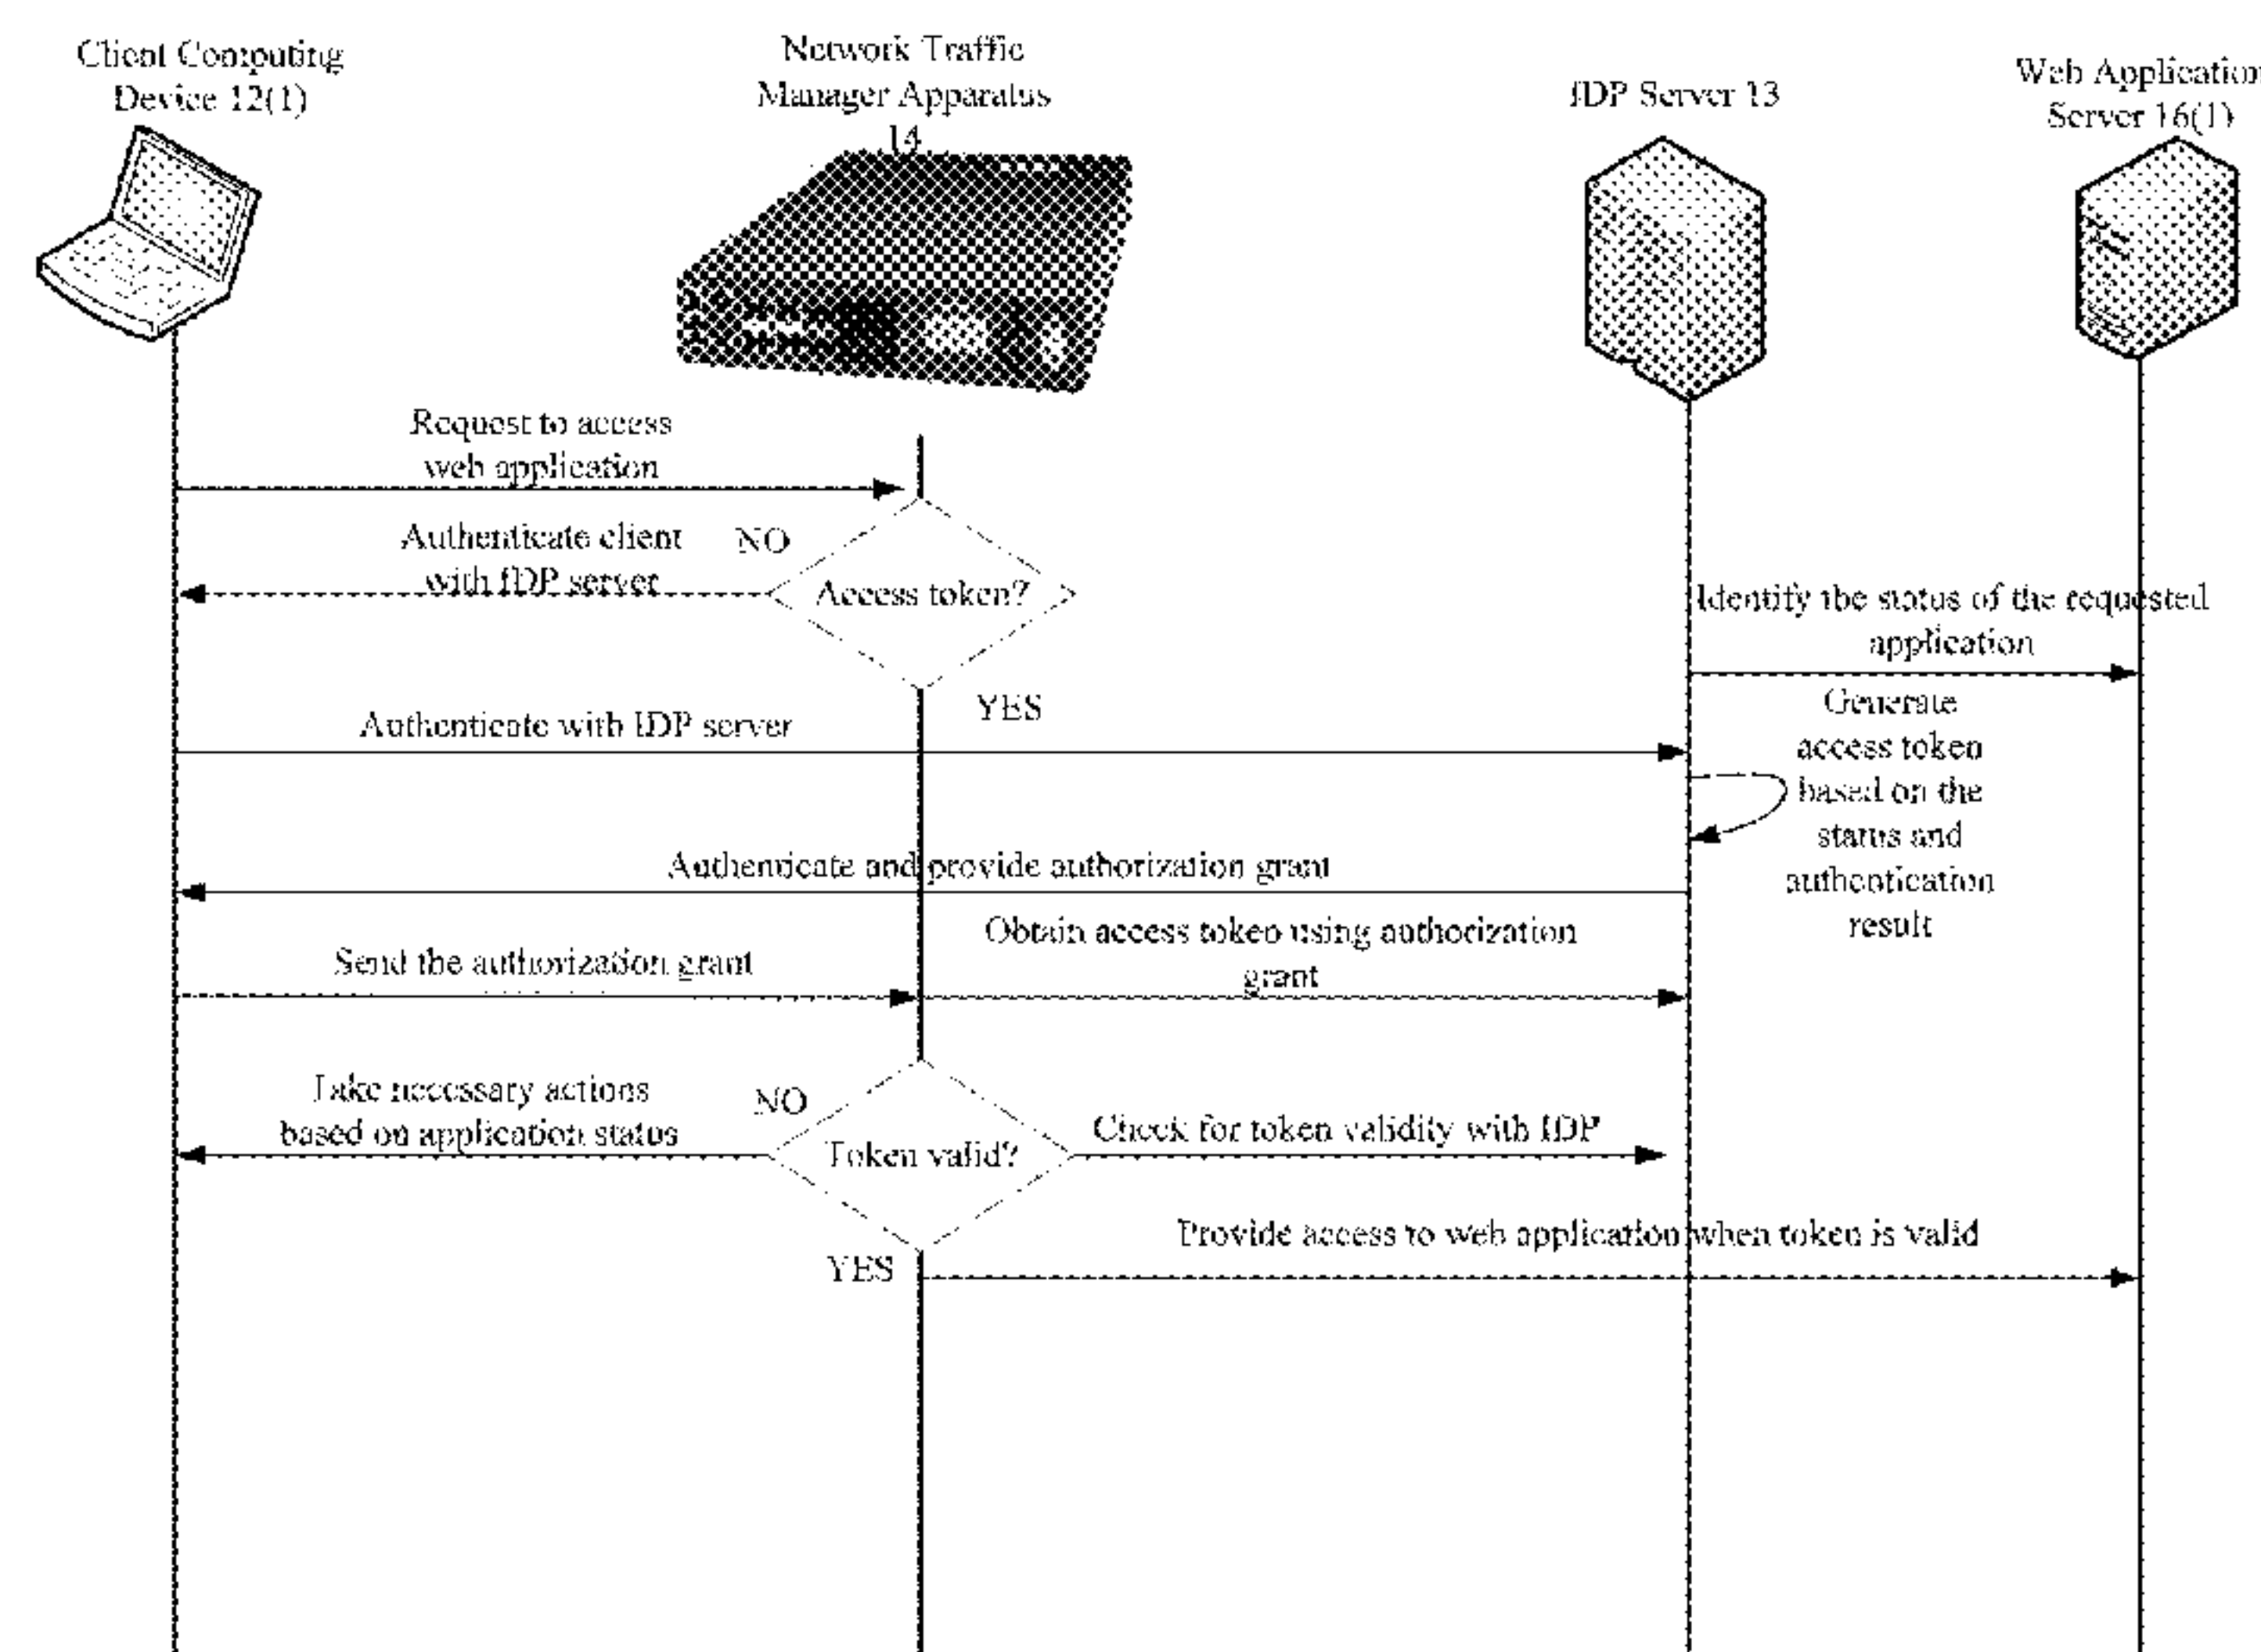 Client Computing
Device 12(1)
Network Traffic
Manager Apparatus
14
IDP Server 13
Web Application
Server 16(1)
Request to access
web application
Authenticate client
with IDP server
NO
Access token?
YES
Identify the status of the requested
application
Authenticate with IDP server
Generate
access token
based on the
status and
authentication
result
Authenticate and provide authorization grant
Send the authorization grant
Obtain access token using authorization
grant
Take necessary actions
based on application status
NO
Token valid?
Check for token validity with IDP
YES
Provide access to web application when token is valid